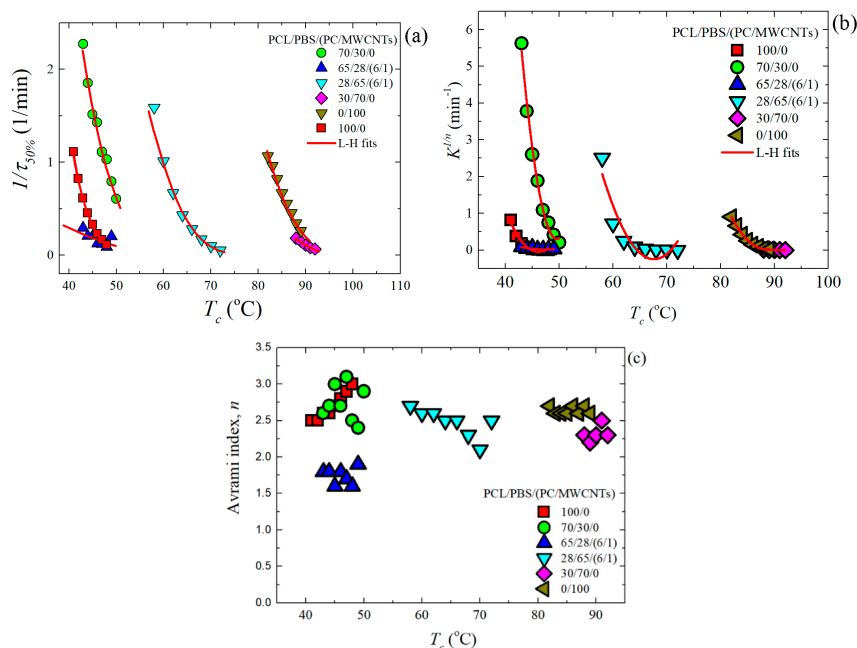 PCL/PBS/(PC/MWCNTs)
70/30/0
65/28/(6/1)
28/65/(6/1)
30/70/0
0/100
100/0
L-H fits
(a)
1/τ50% (1/min)
2
1
0
40 50 60 70 80 90 100 110
Tc (°C)
PCL/PBS/(PC/MWCNTs)
100/0
70/30/0
65/28/(6/1)
28/65/(6/1)
30/70/0
0/100
L-H fits
(b)
K1/n (min-1)
6
5
4
3
2
1
0
40 50 60 70 80 90 100
Tc (°C)
(c)
Avrami index, n
3.5
3.0
2.5
2.0
1.5
1.0
0.5
0.0
PCL/PBS/(PC/MWCNTs)
100/0
70/30/0
65/28/(6/1)
28/65/(6/1)
30/70/0
0/100
40 50 60 70 80 90
Tc (°C)